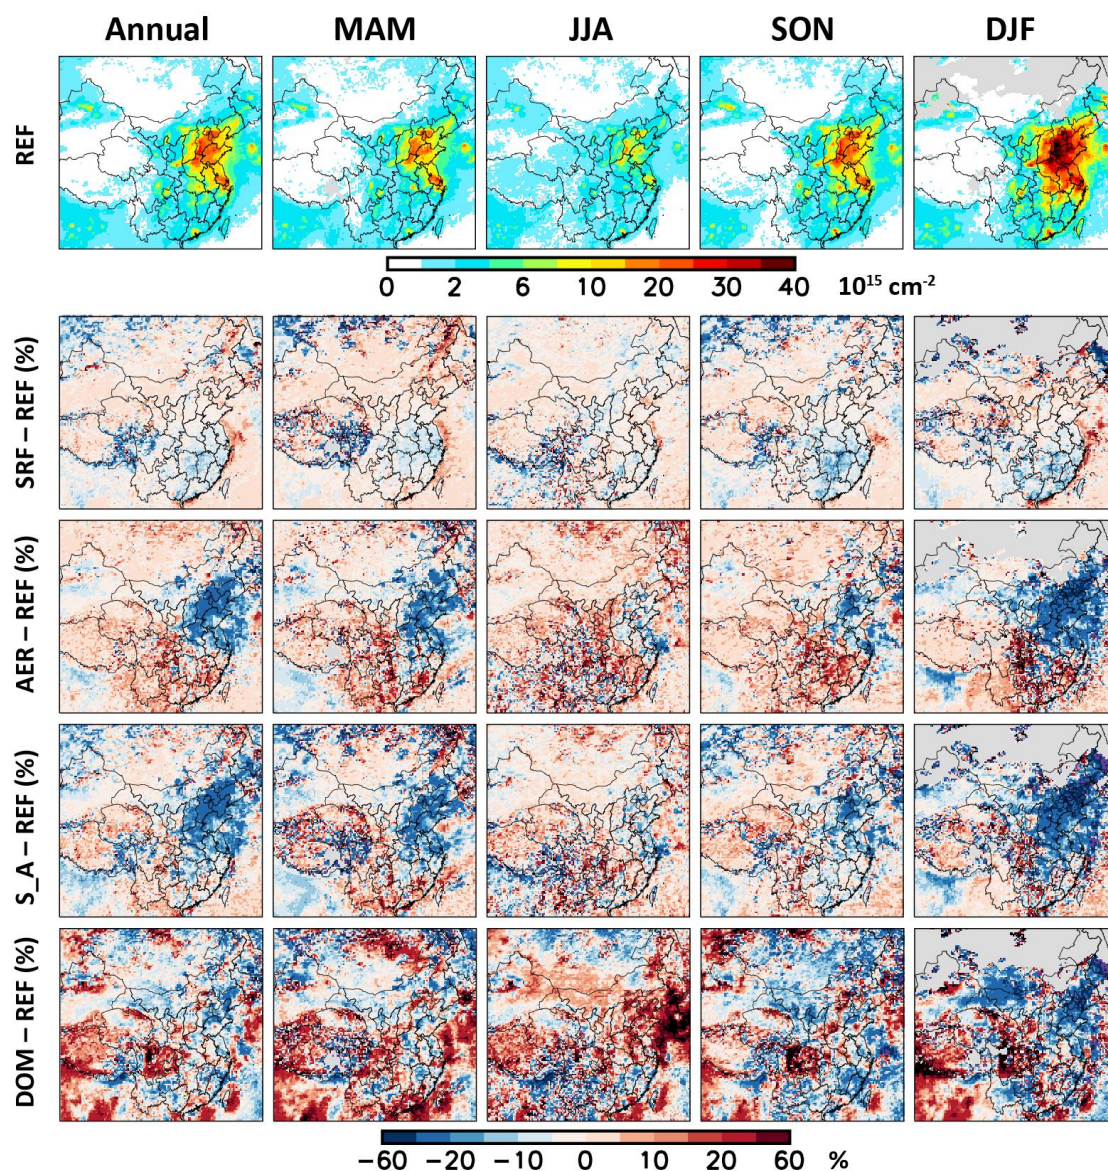 Annual MAM JJA SON DJF
REF
0 2 6 10 20 30 40 10¹⁵ cm⁻²
SRF – REF (%)
AER – REF (%)
S_A – REF (%)
DOM – REF (%)
−60 −20 −10 0 10 20 60 %